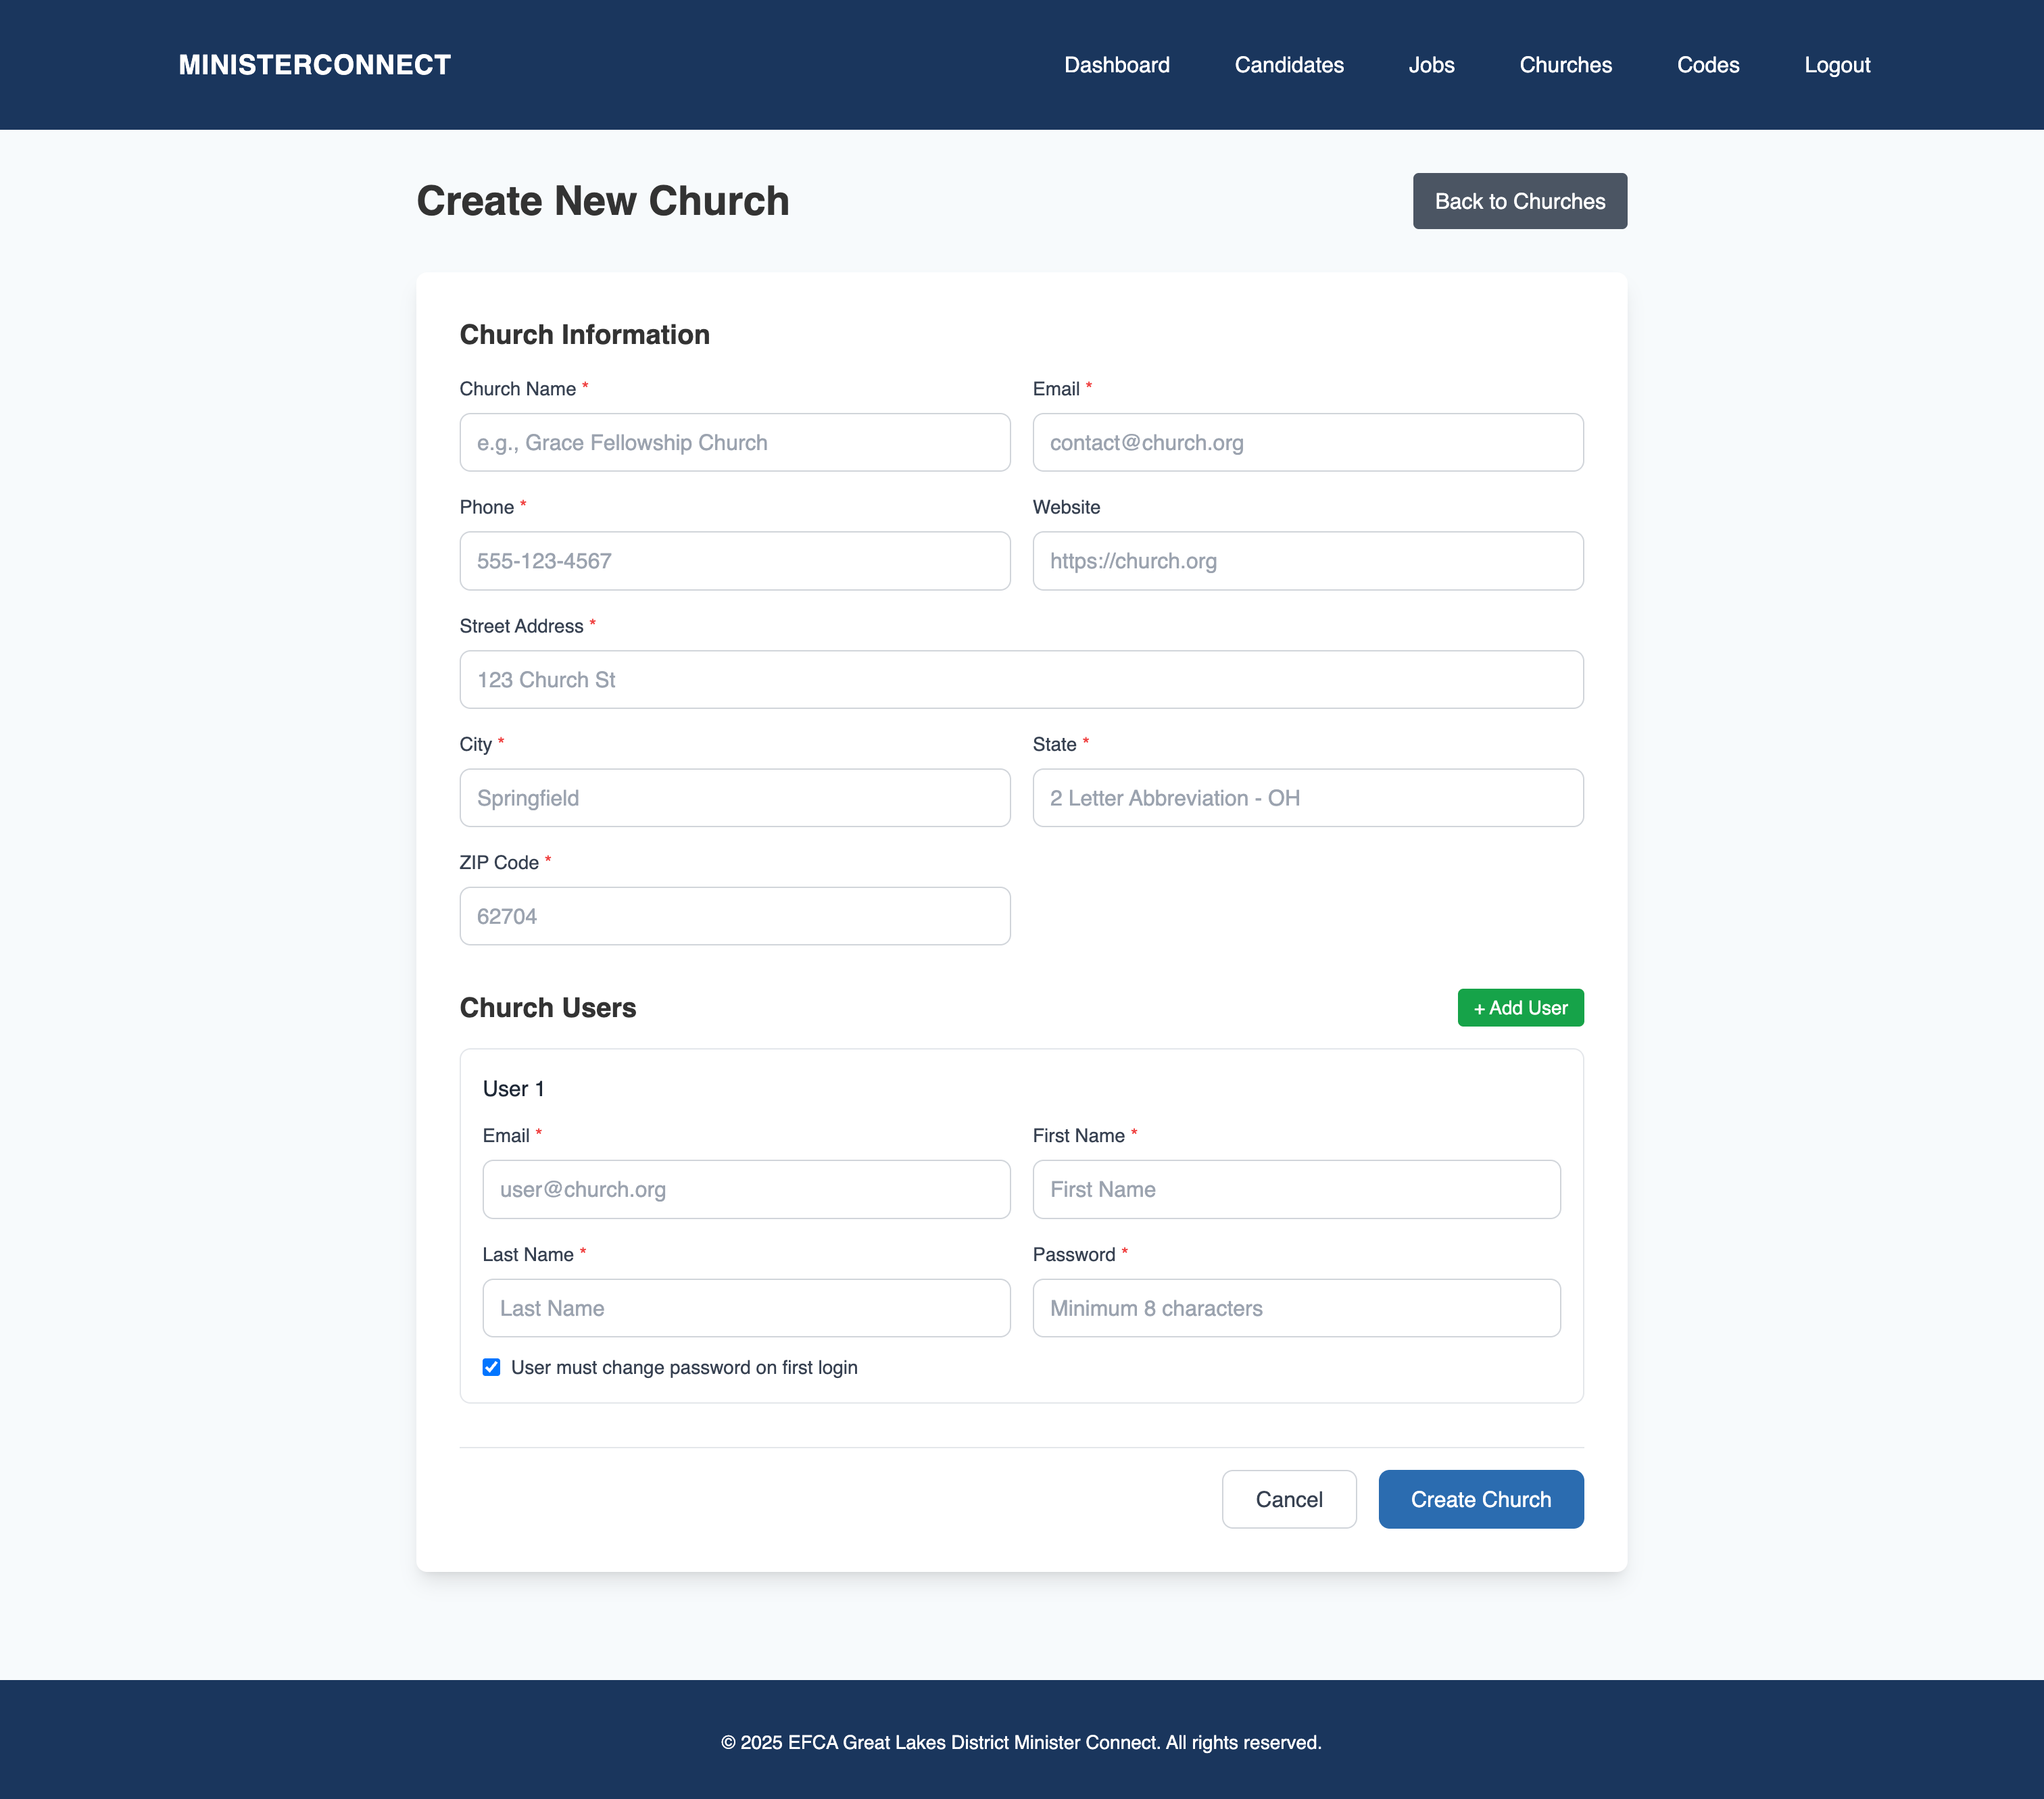 MINISTERCONNECT Dashboard Candidates Jobs Churches Codes Logout
Create New Church Back to Churches
Church Information
Church Name * Email *
e.g., Grace Fellowship Church contact@church.org
Phone * Website
555-123-4567 https://church.org
Street Address *
123 Church St
City * State *
Springfield 2 Letter Abbreviation - OH
ZIP Code *
62704
Church Users + Add User
User 1
Email * First Name *
user@church.org First Name
Last Name * Password *
Last Name Minimum 8 characters
User must change password on first login
Cancel Create Church
© 2025 EFCA Great Lakes District Minister Connect. All rights reserved.